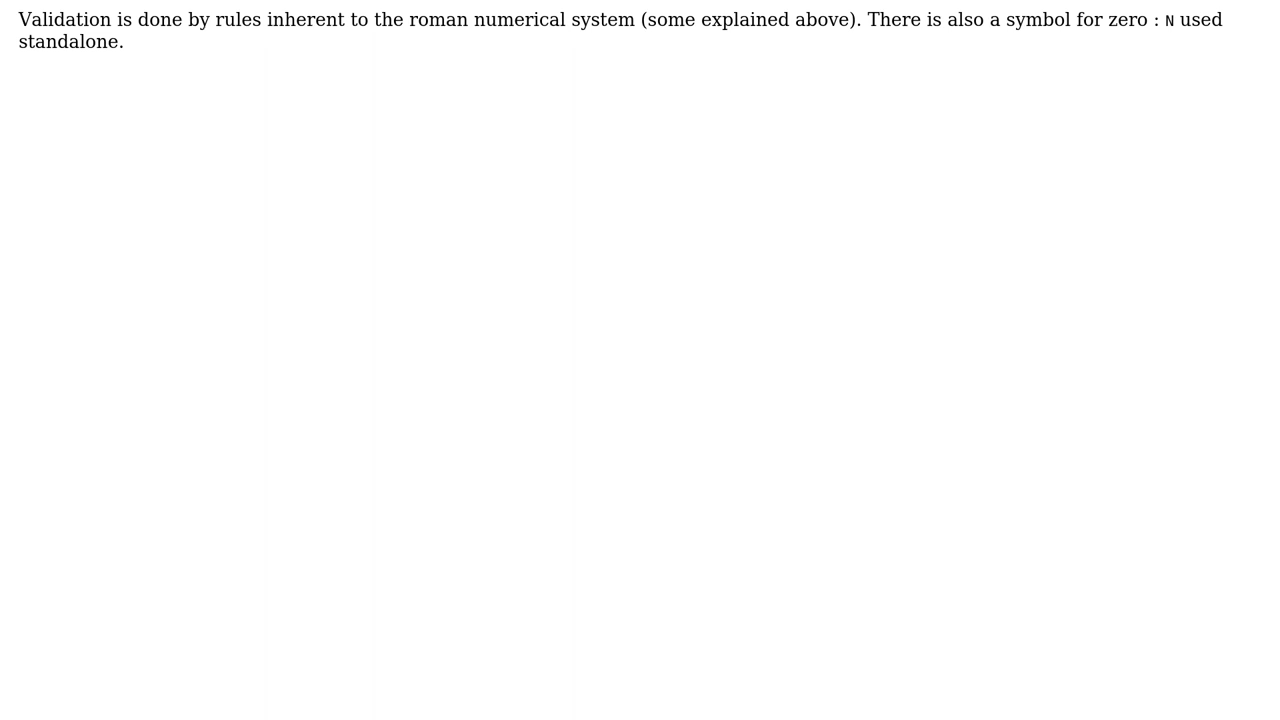 Validation is done by rules inherent to the roman numerical system (some explained above). There is also a symbol for zero : N used
standalone.